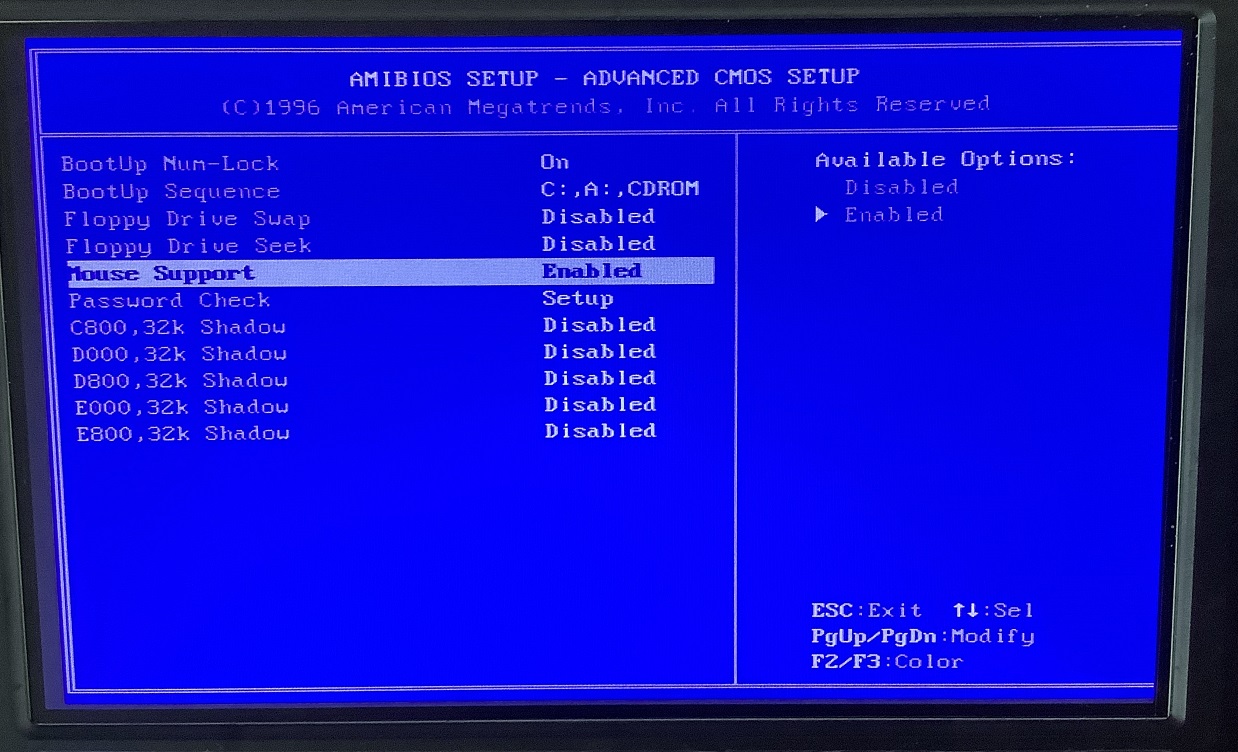 AMIBIOS SETUP - ADVANCED CMOS SETUP
(C)1996 American Megatrends, Inc. All Rights Reserved
BootUp Num-Lock On
BootUp Sequence C:,A:,CDROM
Floppy Drive Swap Disabled
Floppy Drive Seek Disabled
Mouse Support Enabled
Password Check Setup
C800,32k Shadow Disabled
D000,32k Shadow Disabled
D800,32k Shadow Disabled
E000,32k Shadow Disabled
E800,32k Shadow Disabled
Available Options:
Disabled
▶ Enabled
ESC:Exit ↑↓:Sel
PgUp/PgDn:Modify
F2/F3:Color